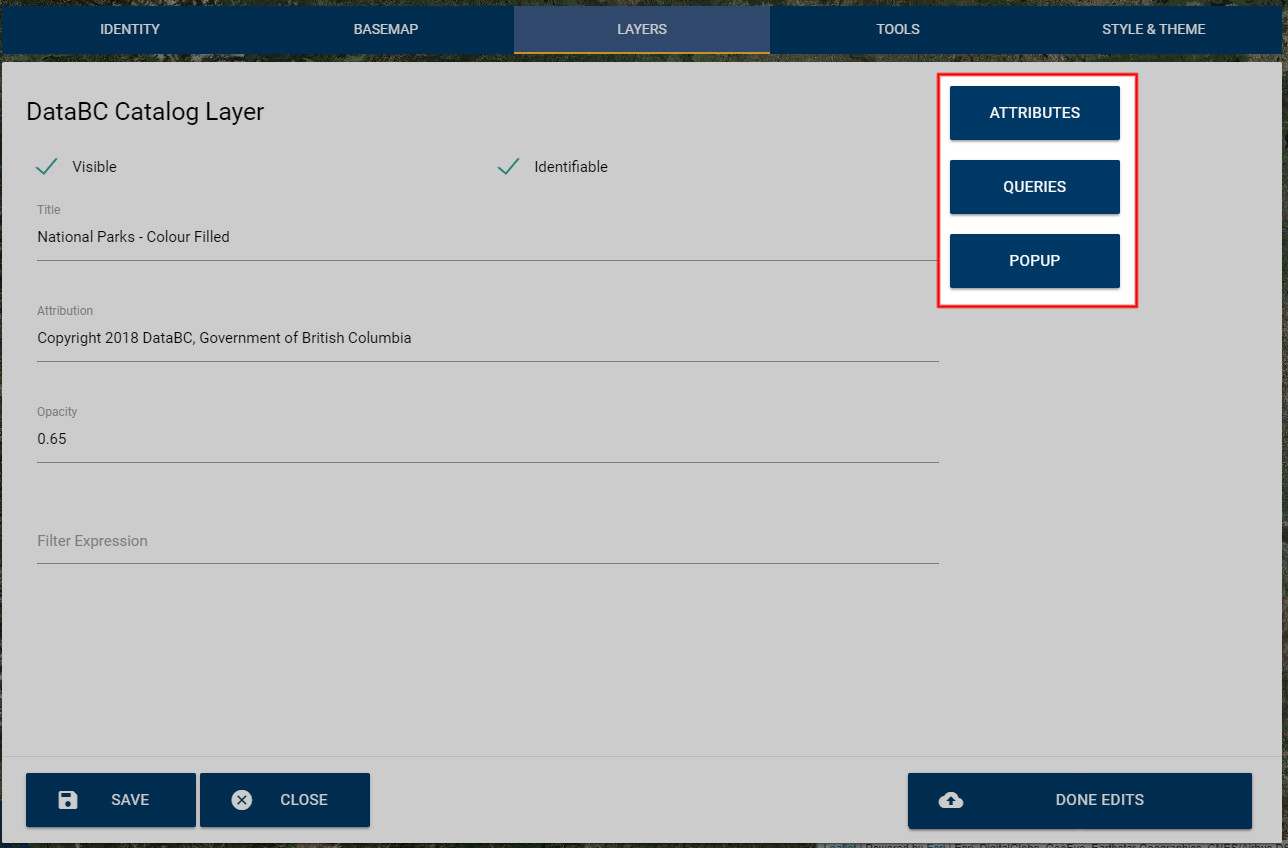 IDENTITY BASEMAP LAYERS TOOLS STYLE & THEME
DataBC Catalog Layer
ATTRIBUTES
Visible Identifiable
QUERIES
Title
National Parks - Colour Filled
POPUP
Attribution
Copyright 2018 DataBC, Government of British Columbia
Opacity
0.65
Filter Expression
SAVE CLOSE DONE EDITS